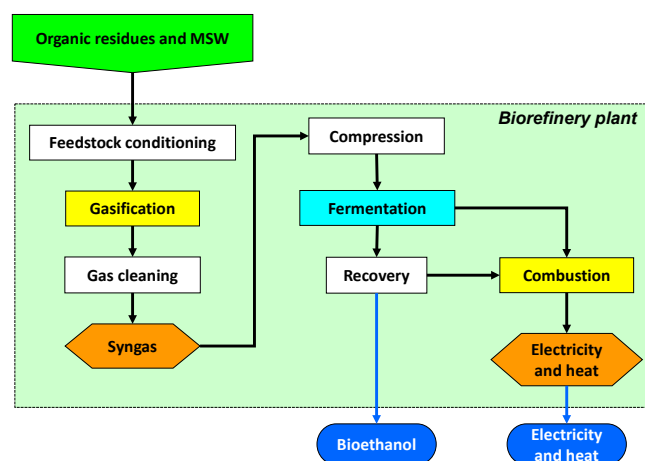 Organic residues and MSW
Biorefinery plant
Feedstock conditioning
Compression
Gasification
Fermentation
Gas cleaning
Recovery
Combustion
Syngas
Electricity
and heat
Bioethanol
Electricity
and heat